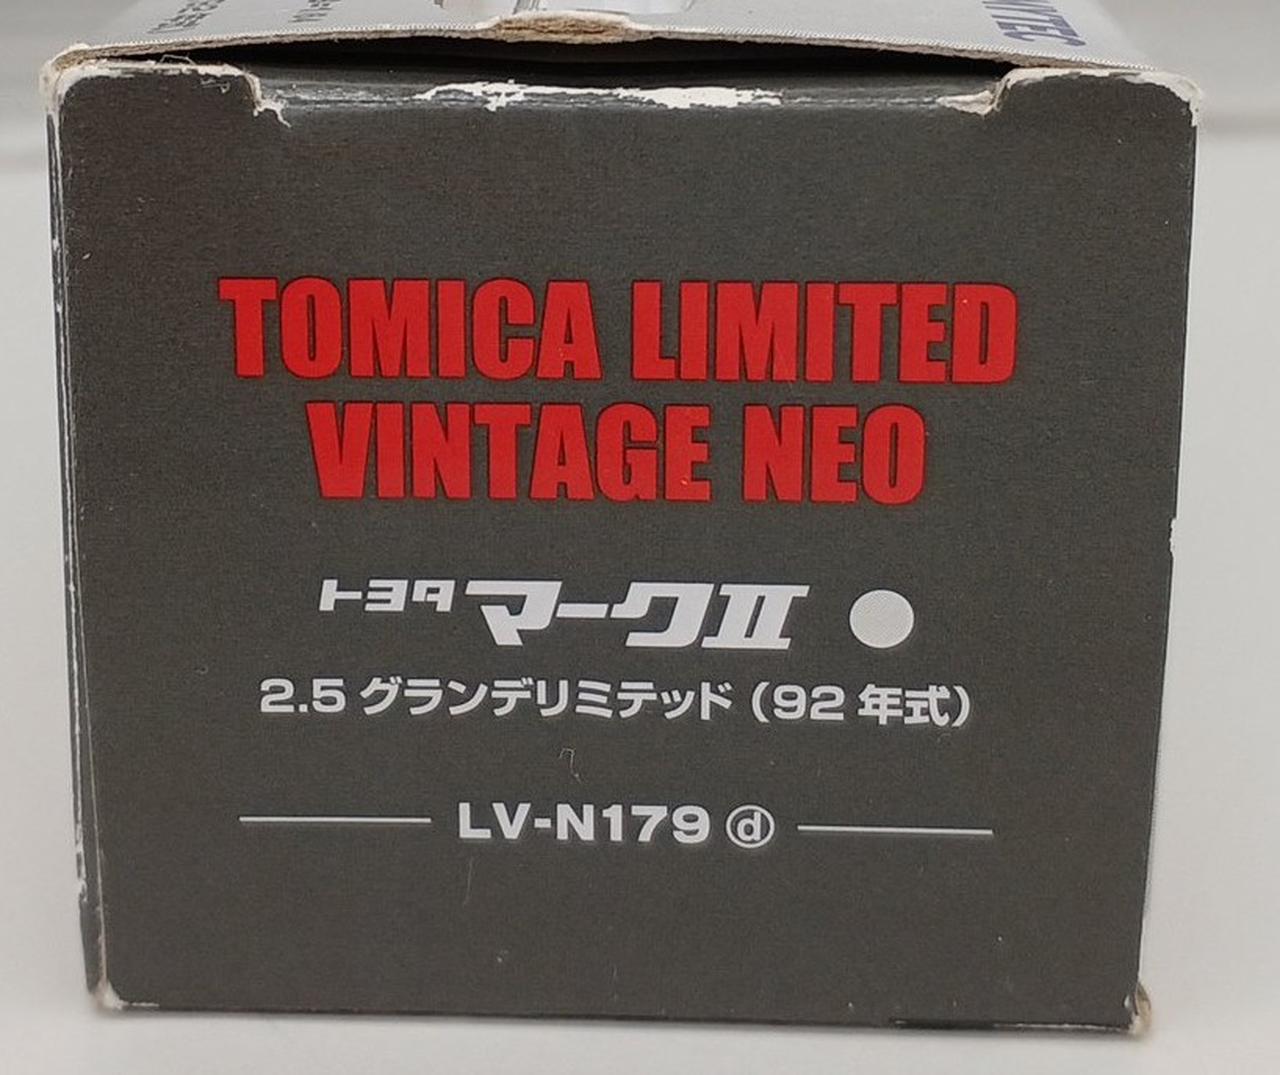 TOMICA LIMITED
VINTAGE NEO
トヨタ マークII
2.5 グランデリミテッド（92 年式）
LV-N179 ⓓ